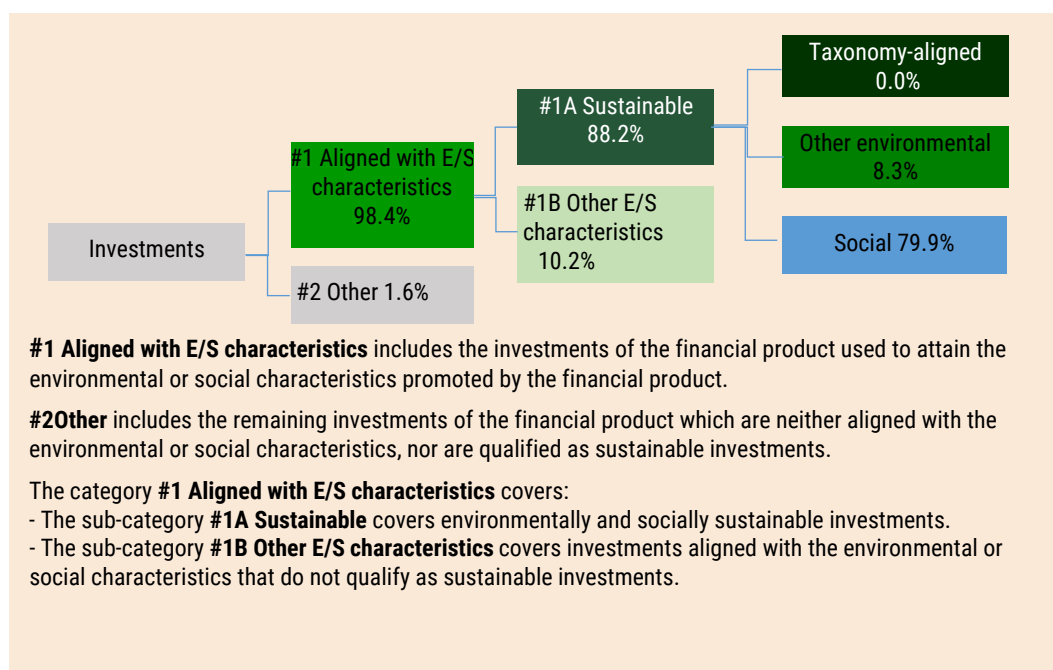 Taxonomy-aligned
0.0%
#1A Sustainable
88.2%
Other environmental
8.3%
#1 Aligned with E/S
characteristics
98.4%
#1B Other E/S
characteristics
10.2%
Social 79.9%
Investments
#2 Other 1.6%
#1 Aligned with E/S characteristics includes the investments of the financial product used to attain the
environmental or social characteristics promoted by the financial product.
#2Other includes the remaining investments of the financial product which are neither aligned with the
environmental or social characteristics, nor are qualified as sustainable investments.
The category #1 Aligned with E/S characteristics covers:
- The sub-category #1A Sustainable covers environmentally and socially sustainable investments.
- The sub-category #1B Other E/S characteristics covers investments aligned with the environmental or
social characteristics that do not qualify as sustainable investments.